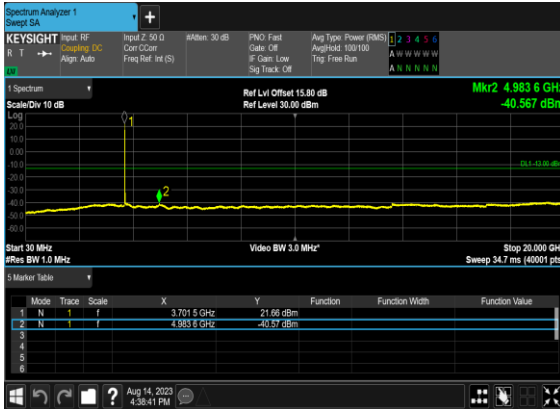 Spectrum Analyzer 1
Swept SA
+
KEYSIGHT Input: RF Input Z: 50 Ω #Atten: 30 dB PNO: Fast Avg Type: Power (RMS) 1 2 3 4 5 6
R T Coupling: DC Corr CCorr Gate: Off Avg|Hold: 100/100 A W W W W W
Align: Auto Freq Ref: Int (S) IF Gain: Low Trig: Free Run
Sig Track: Off A N N N N N
1 Spectrum Ref Lvl Offset 15.80 dB Mkr2 4.983 6 GHz
Scale/Div 10 dB Ref Level 30.00 dBm -40.567 dBm
Log
1
20.0
10.0
0.00
-10.0
DL1 -13.00 dBm
-20.0
-30.0
2
-40.0
-50.0
-60.0
Start 30 MHz Video BW 3.0 MHz* Stop 20.000 GHz
#Res BW 1.0 MHz Sweep 34.7 ms (40001 pts)
5 Marker Table
Mode Trace Scale X Y Function Function Width Function Value
1 N 1 f 3.701 5 GHz 21.66 dBm
2 N 1 f 4.983 6 GHz -40.57 dBm
3
4
5
6
? Aug 14, 2023
4:38:41 PM